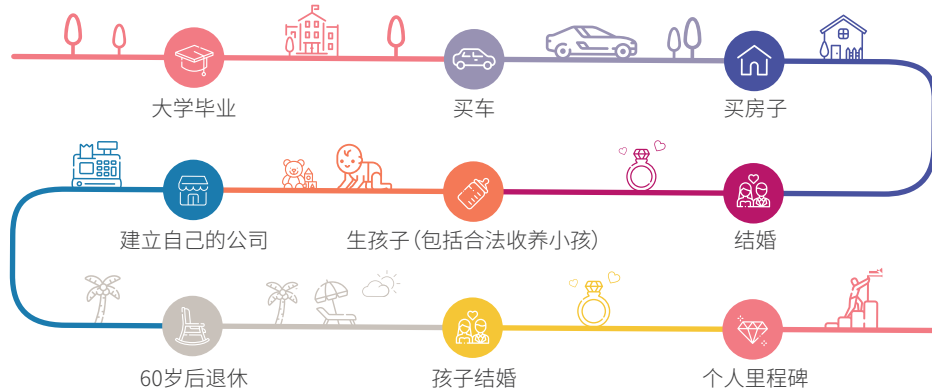 大学毕业
买车
买房子
结婚
生孩子（包括合法收养小孩）
建立自己的公司
60岁后退休
孩子结婚
个人里程碑